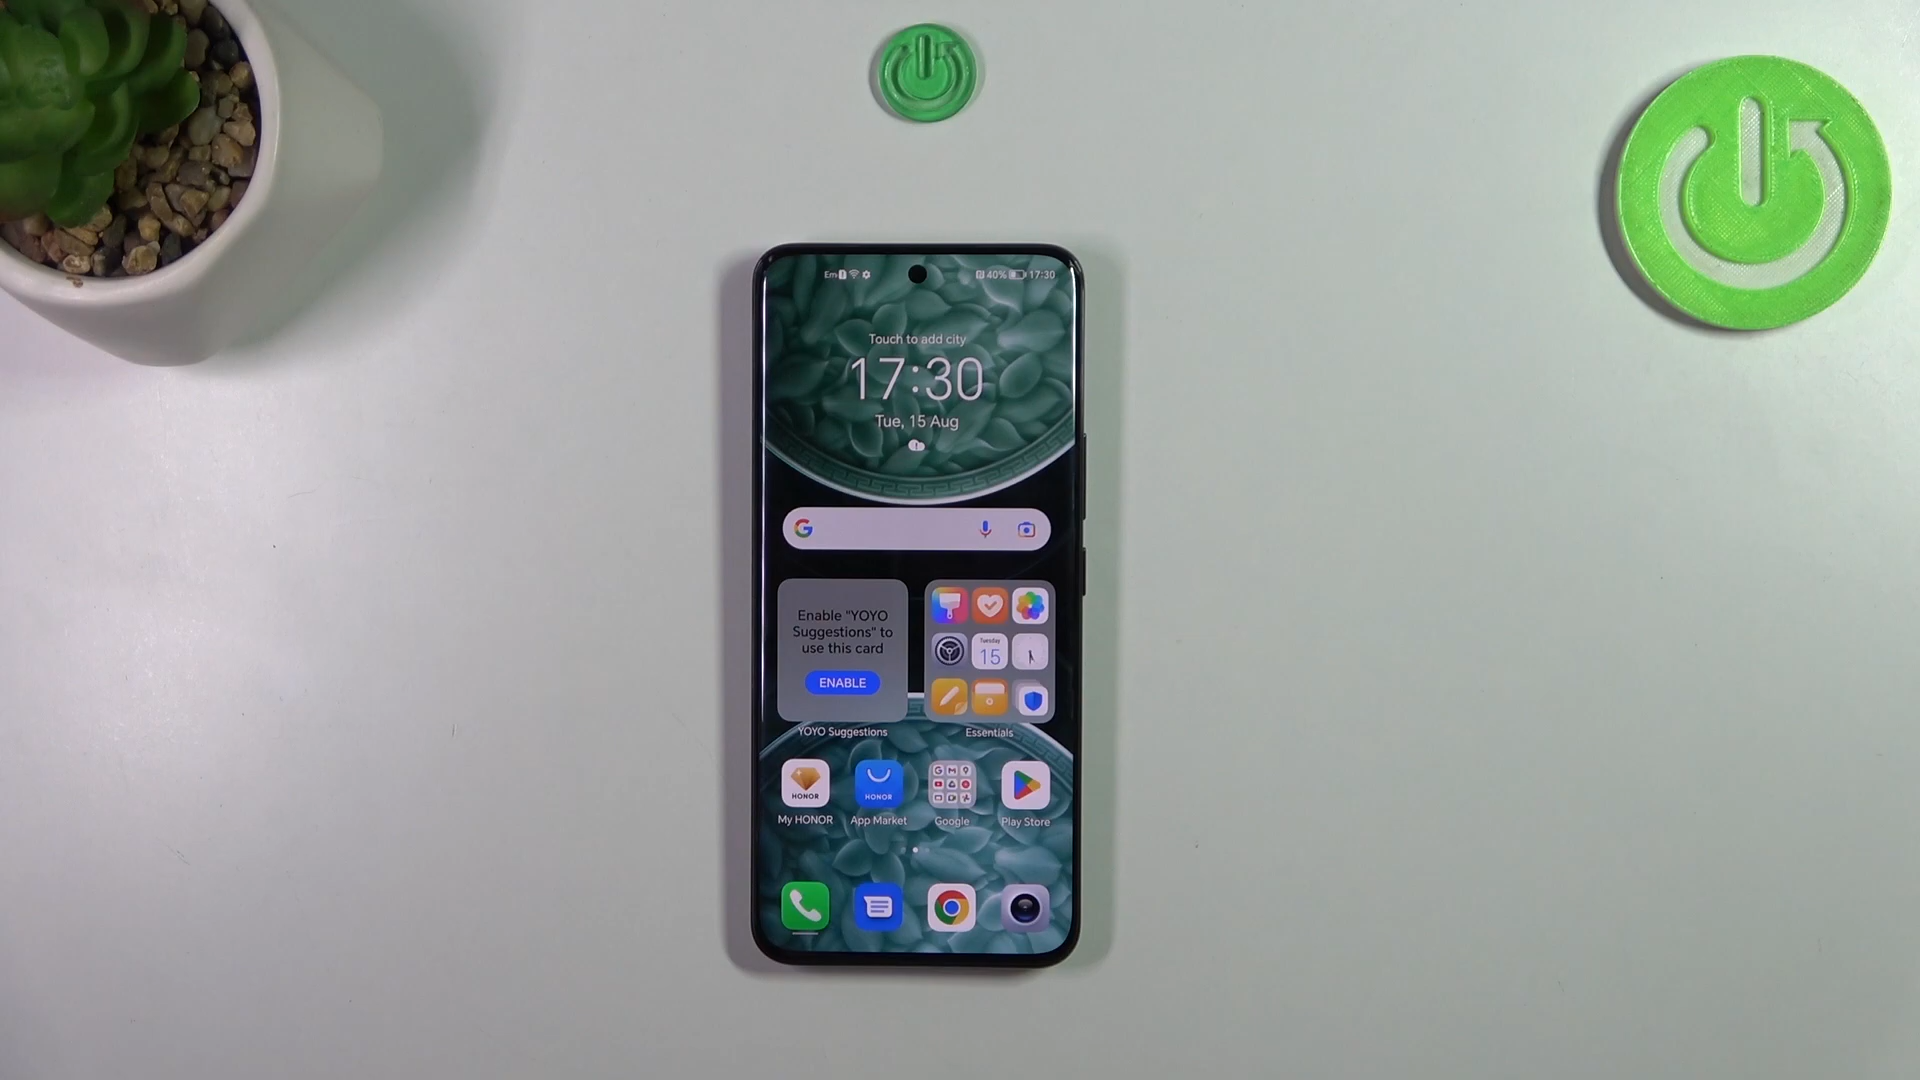 Em 40% 17:30
Touch to add city
17:30
Tue, 15 Aug
Enable "YOYO
Suggestions" to
use this card
ENABLE
Tuesday
15
YOYO Suggestions
Essentials
HONOR
HONOR
My HONOR
App Market
Google
Play Store